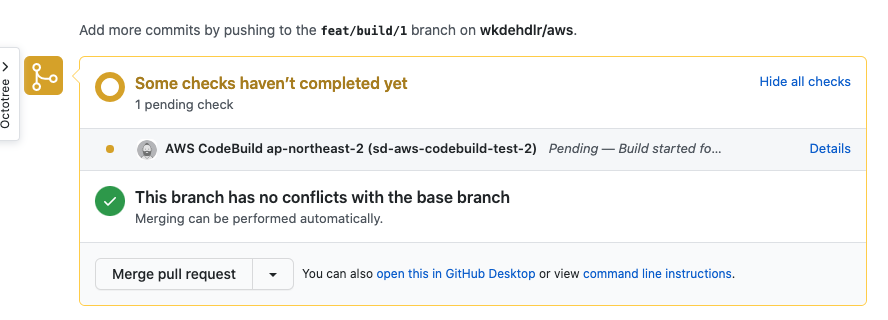 Add more commits by pushing to the feat/build/1 branch on wkdehdlr/aws.
Octotree
Some checks haven't completed yet
Hide all checks
1 pending check
AWS CodeBuild ap-northeast-2 (sd-aws-codebuild-test-2) Pending — Build started fo...
Details
This branch has no conflicts with the base branch
Merging can be performed automatically.
Merge pull request
You can also open this in GitHub Desktop or view command line instructions.